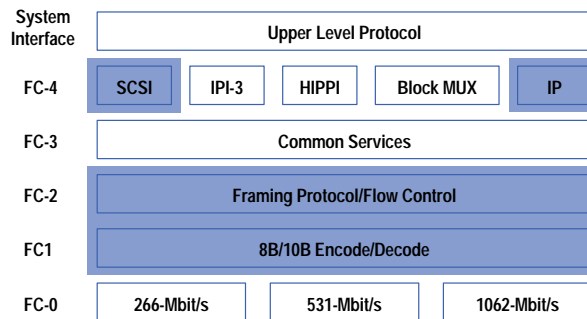 System
Interface
Upper Level Protocol
FC-4
SCSI
IPI-3
HIPPI
Block MUX
IP
FC-3
Common Services
FC-2
Framing Protocol/Flow Control
FC1
8B/10B Encode/Decode
FC-0
266-Mbit/s
531-Mbit/s
1062-Mbit/s